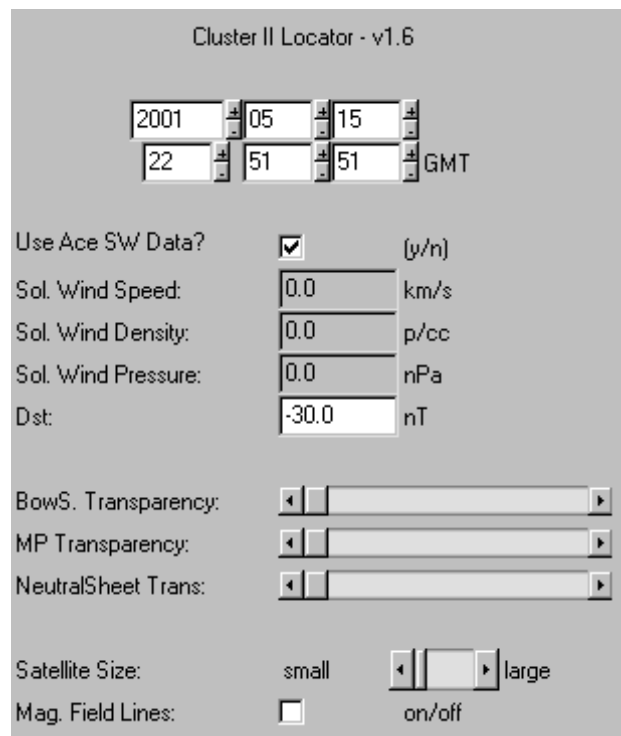 Cluster II Locator - v1.6
2001 + - 05 + - 15 + -
22 + - 51 + - 51 + - GMT
Use Ace SW Data? (y/n)
Sol. Wind Speed: 0.0 km/s
Sol. Wind Density: 0.0 p/cc
Sol. Wind Pressure: 0.0 nPa
Dst: -30.0 nT
BowS. Transparency:
MP Transparency:
NeutralSheet Trans:
Satellite Size: small large
Mag. Field Lines: on/off